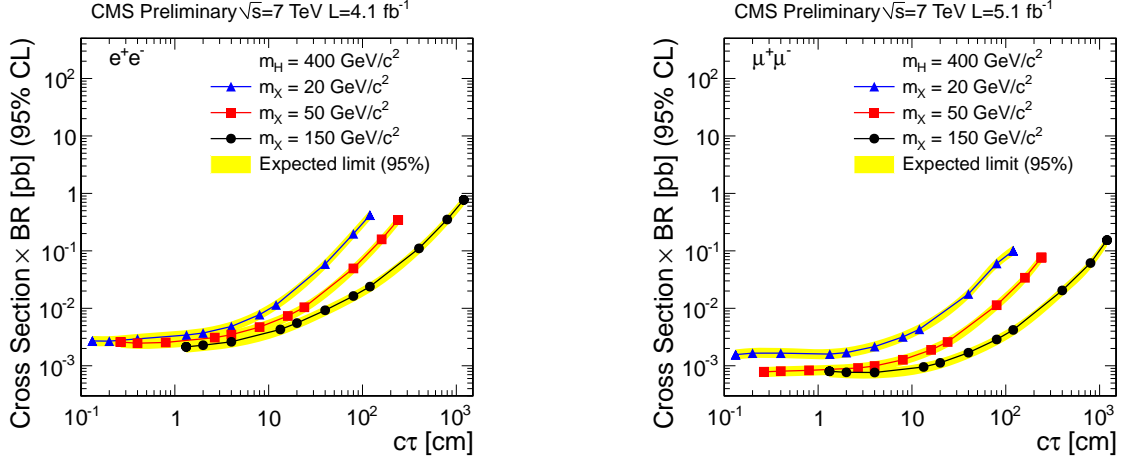 CMS Preliminary √s=7 TeV L=4.1 fb⁻¹
e⁺e⁻
m_H = 400 GeV/c²
m_X = 20 GeV/c²
m_X = 50 GeV/c²
m_X = 150 GeV/c²
Expected limit (95%)
Cross Section × BR [pb] (95% CL)
10²
10
1
10⁻¹
10⁻²
10⁻³
10⁻¹ 1 10 10² 10³
cτ [cm]
CMS Preliminary √s=7 TeV L=5.1 fb⁻¹
μ⁺μ⁻
m_H = 400 GeV/c²
m_X = 20 GeV/c²
m_X = 50 GeV/c²
m_X = 150 GeV/c²
Expected limit (95%)
Cross Section × BR [pb] (95% CL)
10²
10
1
10⁻¹
10⁻²
10⁻³
10⁻¹ 1 10 10² 10³
cτ [cm]